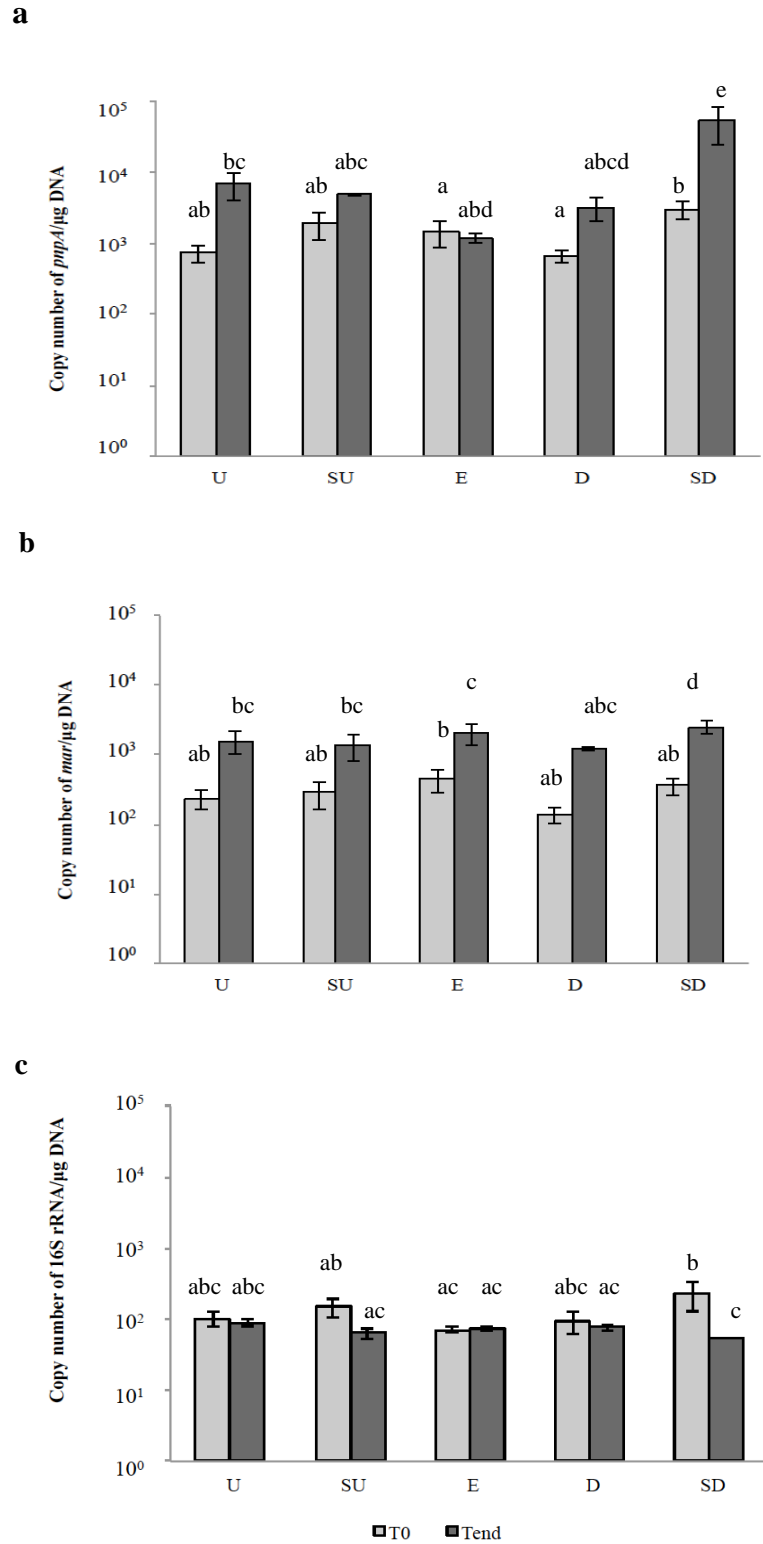 a
Copy number of pnpA/µg DNA
10⁵
10⁴
10³
10²
10¹
10⁰
ab
bc
ab
abc
a
abd
a
abcd
b
e
U SU E D SD
b
Copy number of mar/µg DNA
10⁵
10⁴
10³
10²
10¹
10⁰
ab
bc
ab
bc
b
c
ab
abc
ab
d
U SU E D SD
c
Copy number of 16S rRNA/µg DNA
10⁵
10⁴
10³
10²
10¹
10⁰
abc
abc
ab
ac
ac
ac
abc
ac
b
c
U SU E D SD
T0 Tend